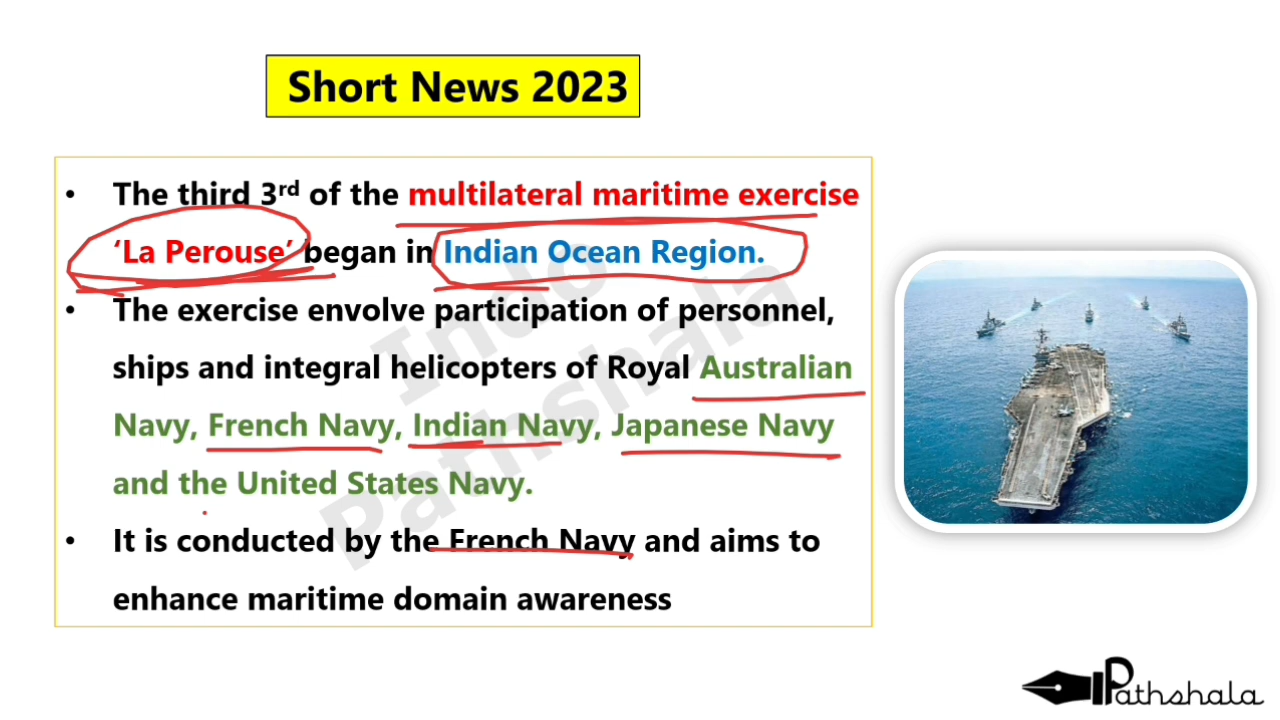 Short News 2023
• The third 3rd of the multilateral maritime exercise
‘La Perouse’ began in Indian Ocean Region.
• The exercise envolve participation of personnel,
ships and integral helicopters of Royal Australian
Navy, French Navy, Indian Navy, Japanese Navy
and the United States Navy.
• It is conducted by the French Navy and aims to
enhance maritime domain awareness
Indo
Pathshala
Pathshala